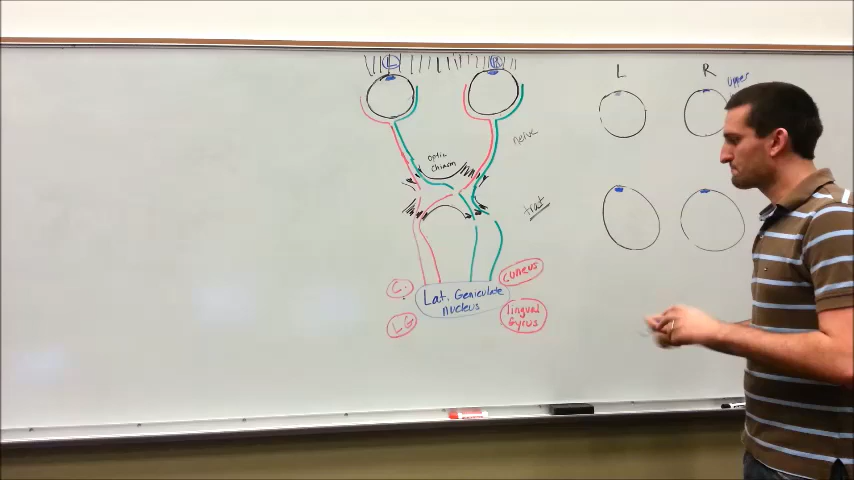 L
R
L
R
Upper
optic
chiasm
nerve
tract
C.
cuneus
Lat. Geniculate
nucleus
LG
lingual
Gyrus